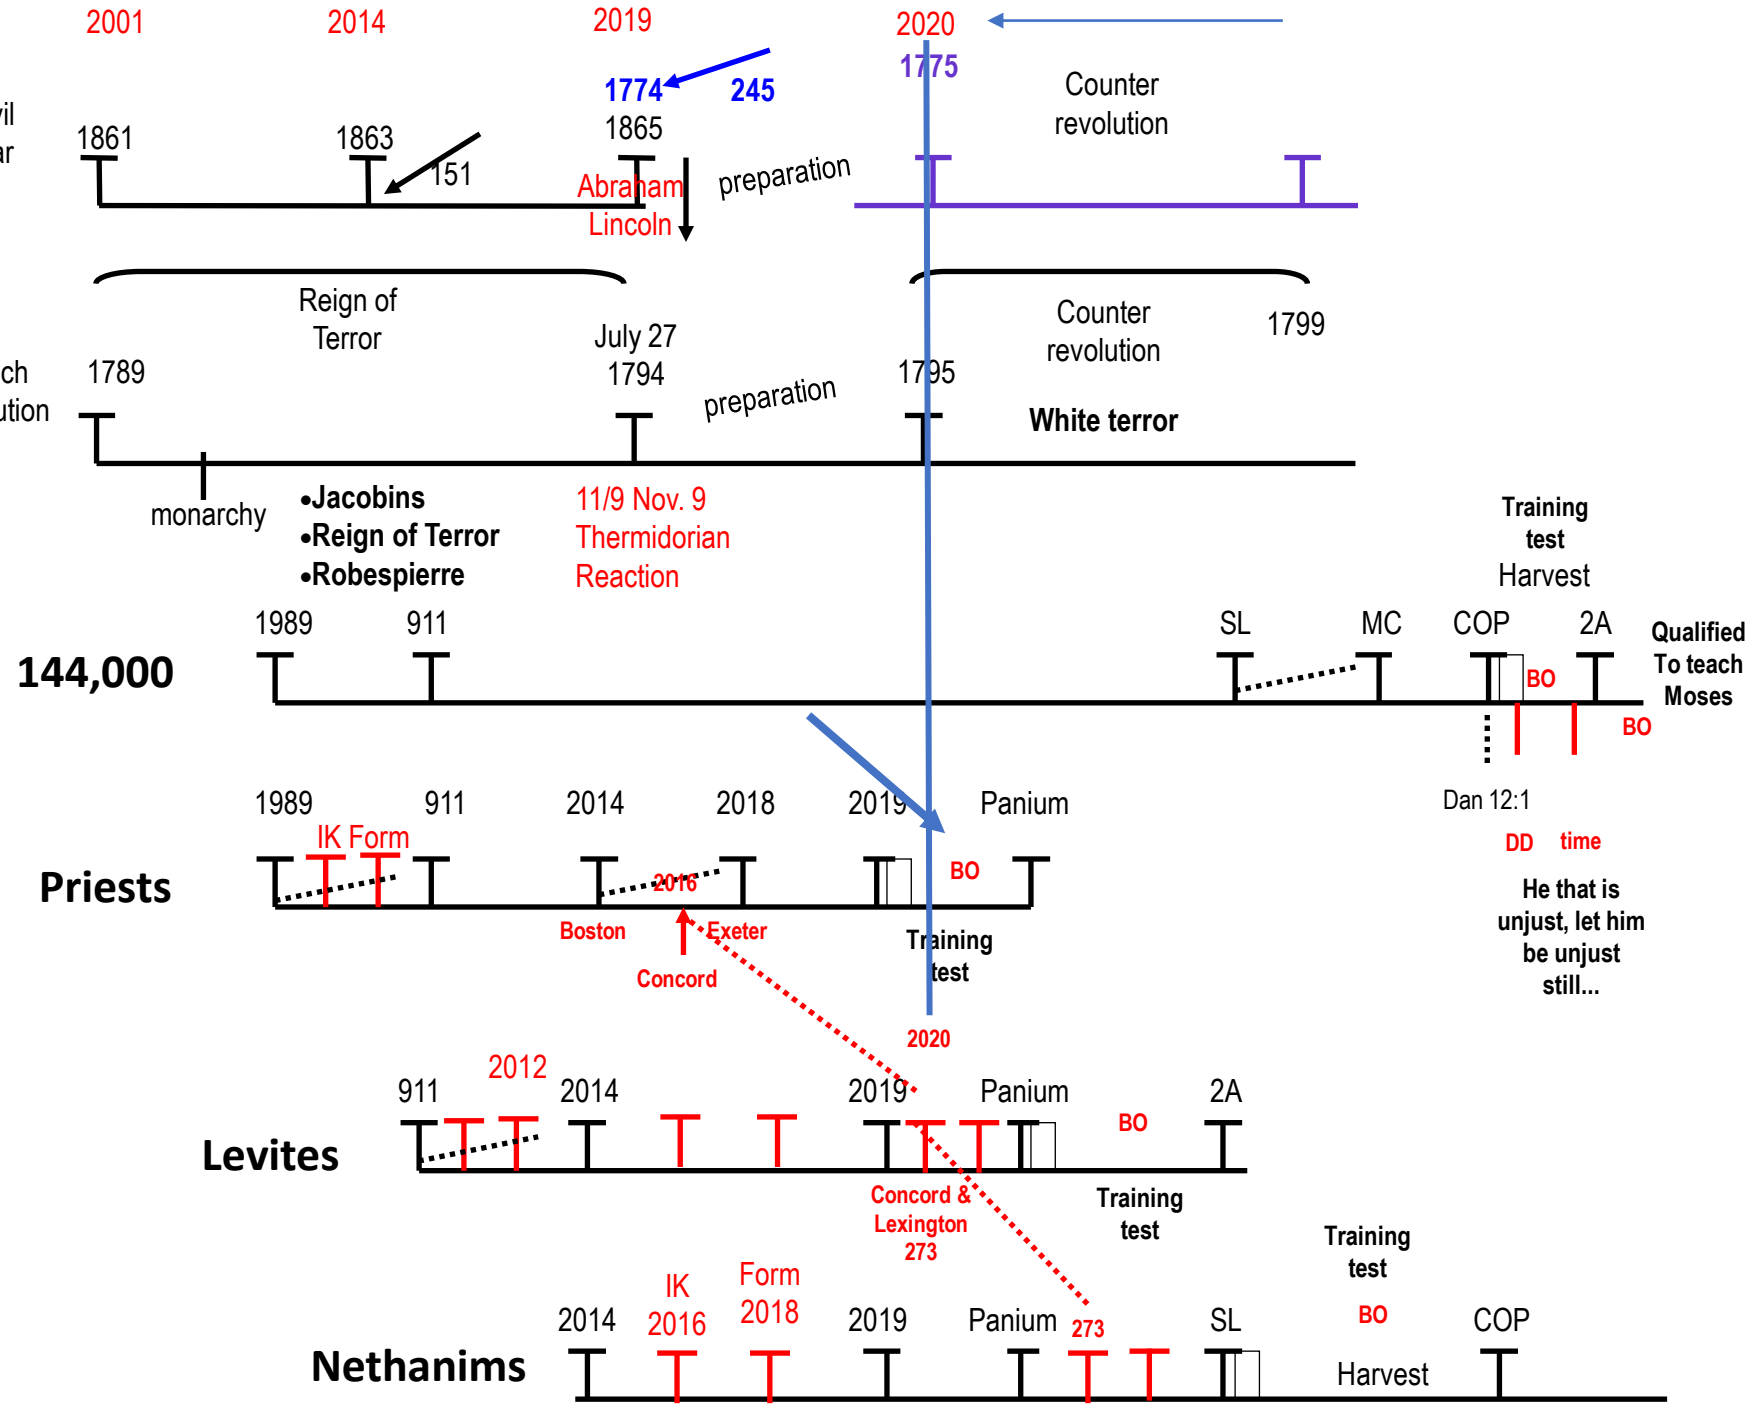 2001 2014 2019 2020
1775
1774 245
Counter
revolution
vil
ar
1861 1863 1865
151
Abraham
Lincoln
preparation
Reign of
Terror
Counter
revolution
1799
July 27
ch
ution
1789 1794 1795
preparation
White terror
monarchy
•Jacobins
•Reign of Terror
•Robespierre
11/9 Nov. 9
Thermidorian
Reaction
Training
test
Harvest
144,000
1989 911 SL MC COP 2A
BO
BO
Qualified
To teach
Moses
Dan 12:1
DD time
He that is
unjust, let him
be unjust
still...
Priests
1989 911 2014 2018 2019 Panium
IK Form
2016
BO
Boston Exeter
Concord
Training
test
2020
Levites
911 2012 2014 2019 Panium 2A
BO
Concord &
Lexington
273
Training
test
Nethanims
2014
IK
2016
Form
2018
2019 Panium 273 SL COP
Training
test
BO
Harvest